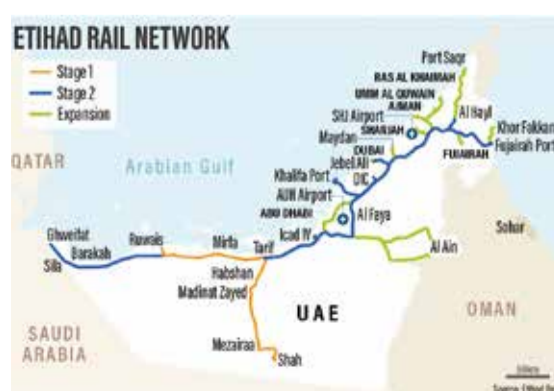 ETIHAD RAIL NETWORK
Stage 1
Stage 2
Expansion
Port Saqr
RAS AL KHAIMAH
UMM AL QUWAIN
AJMAN
SHJ Airport
SHARJAH
Al Hayl
Khor Fakkan
Fujairah Port
FUJAIRAH
Maydan
DUBAI
Jebel Ali
DIC
Khalifa Port
AUH Airport
ABU DHABI
Al Faya
Icad IV
Al Ain
Sohar
QATAR
Arabian Gulf
Ghweifat
Sila
Barakah
Ruwais
Mirfa
Tarif
Habshan
Madinat Zayed
Mezairaa
Shah
UAE
OMAN
SAUDI
ARABIA